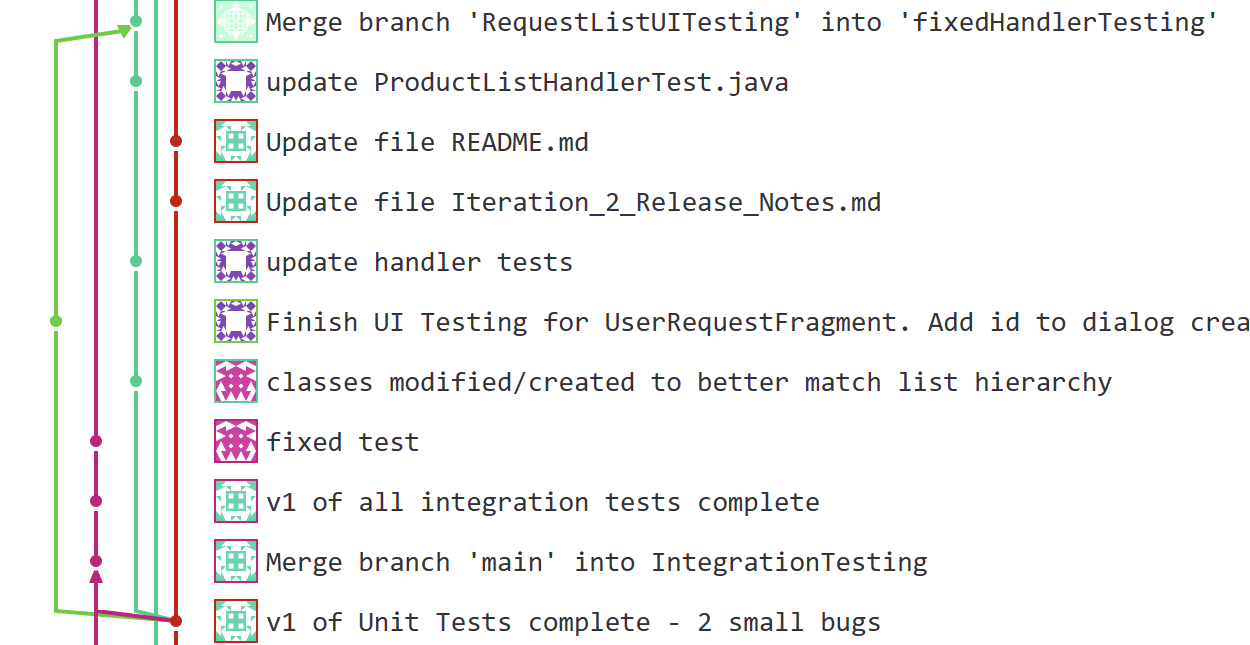 Merge branch 'RequestListUITesting' into 'fixedHandlerTesting'
update ProductListHandlerTest.java
Update file README.md
Update file Iteration_2_Release_Notes.md
update handler tests
Finish UI Testing for UserRequestFragment. Add id to dialog crea
classes modified/created to better match list hierarchy
fixed test
v1 of all integration tests complete
Merge branch 'main' into IntegrationTesting
v1 of Unit Tests complete - 2 small bugs